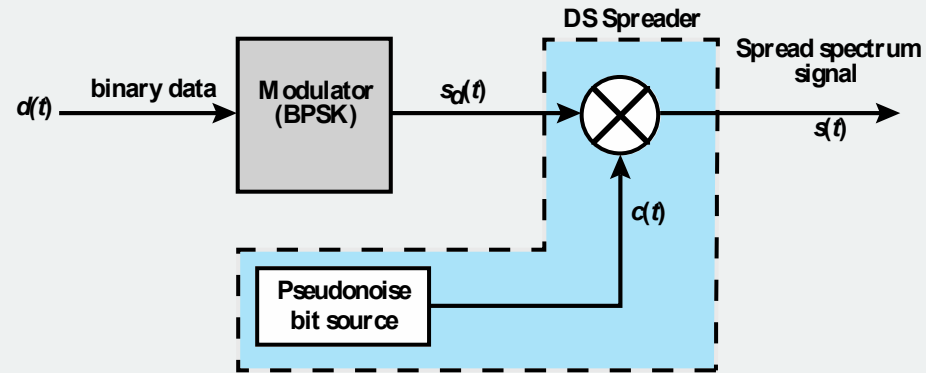 DS Spreader
Spread spectrum
signal
binary data
d(t)
Modulator
(BPSK)
sd(t)
s(t)
c(t)
Pseudonoise
bit source